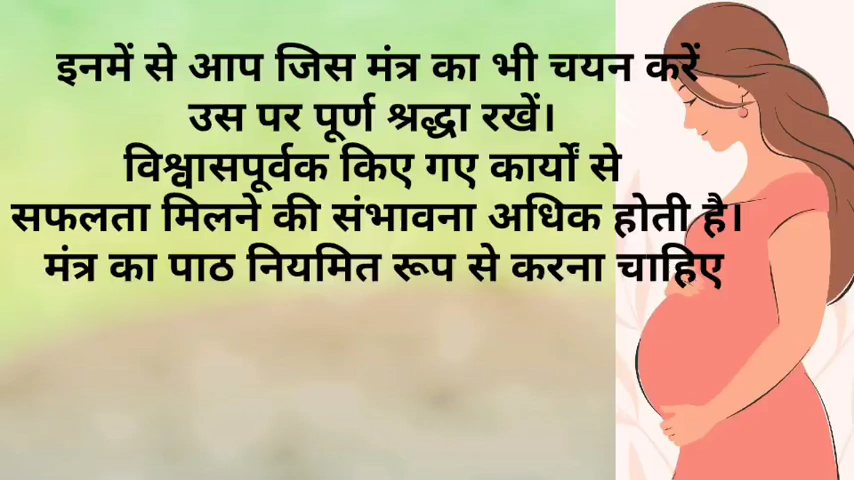 इनमें से आप जिस मंत्र का भी चयन करें
उस पर पूर्ण श्रद्धा रखें।
विश्वासपूर्वक किए गए कार्यों से
सफलता मिलने की संभावना अधिक होती है।
मंत्र का पाठ नियमित रूप से करना चाहिए